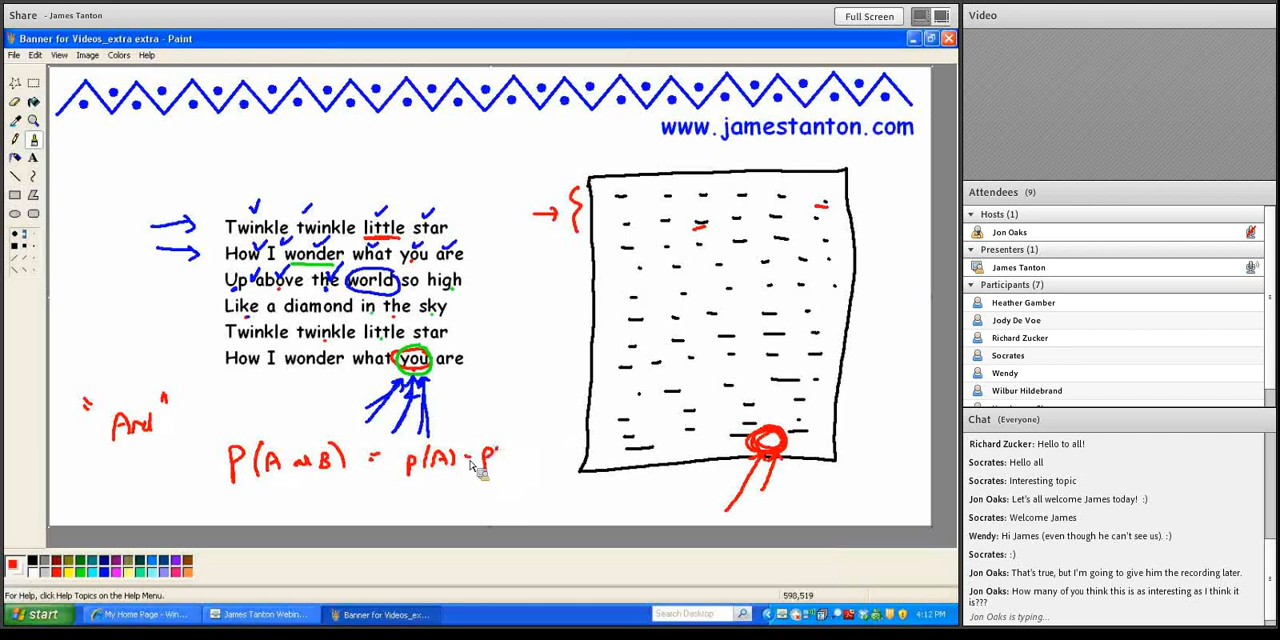 Share - James Tanton
Full Screen
Banner for Videos_extra extra - Paint
File Edit View Image Colors Help
www.jamestanton.com
Twinkle twinkle little star
How I wonder what you are
Up above the world so high
Like a diamond in the sky
Twinkle twinkle little star
How I wonder what you are
" And "
P(A and B) = p(A) - p
For Help, click Help Topics on the Help Menu.
598,519
start
My Home Page - Win...
James Tanton Webin...
Banner for Videos_ex...
Search Desktop
4:12 PM
Video
Attendees (9)
Hosts (1)
Jon Oaks
Presenters (1)
James Tanton
Participants (7)
Heather Gamber
Jody De Voe
Richard Zucker
Socrates
Wendy
Wilbur Hildebrand
Chat (Everyone)
Richard Zucker: Hello to all!
Socrates: Hello all
Socrates: Interesting topic
Jon Oaks: Let's all welcome James today! :)
Socrates: Welcome James
Wendy: Hi James (even though he can't see us). :)
Socrates: :)
Jon Oaks: That's true, but I'm going to give him the recording later.
Jon Oaks: How many of you think this is as interesting as I think it
is???
Jon Oaks is typing...